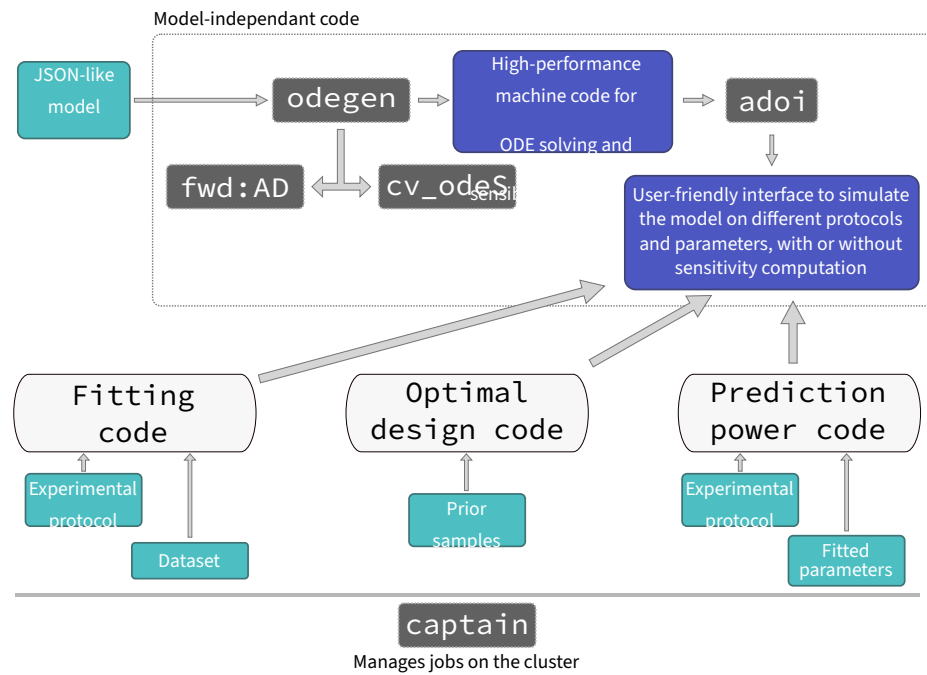 Model-independant code
JSON-like
model
odegen
High-performance
machine code for
ODE solving and
adoi
fwd:AD
cv_odeS
User-friendly interface to simulate
the model on different protocols
and parameters, with or without
sensitivity computation
Fitting
code
Optimal
design code
Prediction
power code
Experimental
protocol
Dataset
Prior
samples
Experimental
protocol
Fitted
parameters
captain
Manages jobs on the cluster